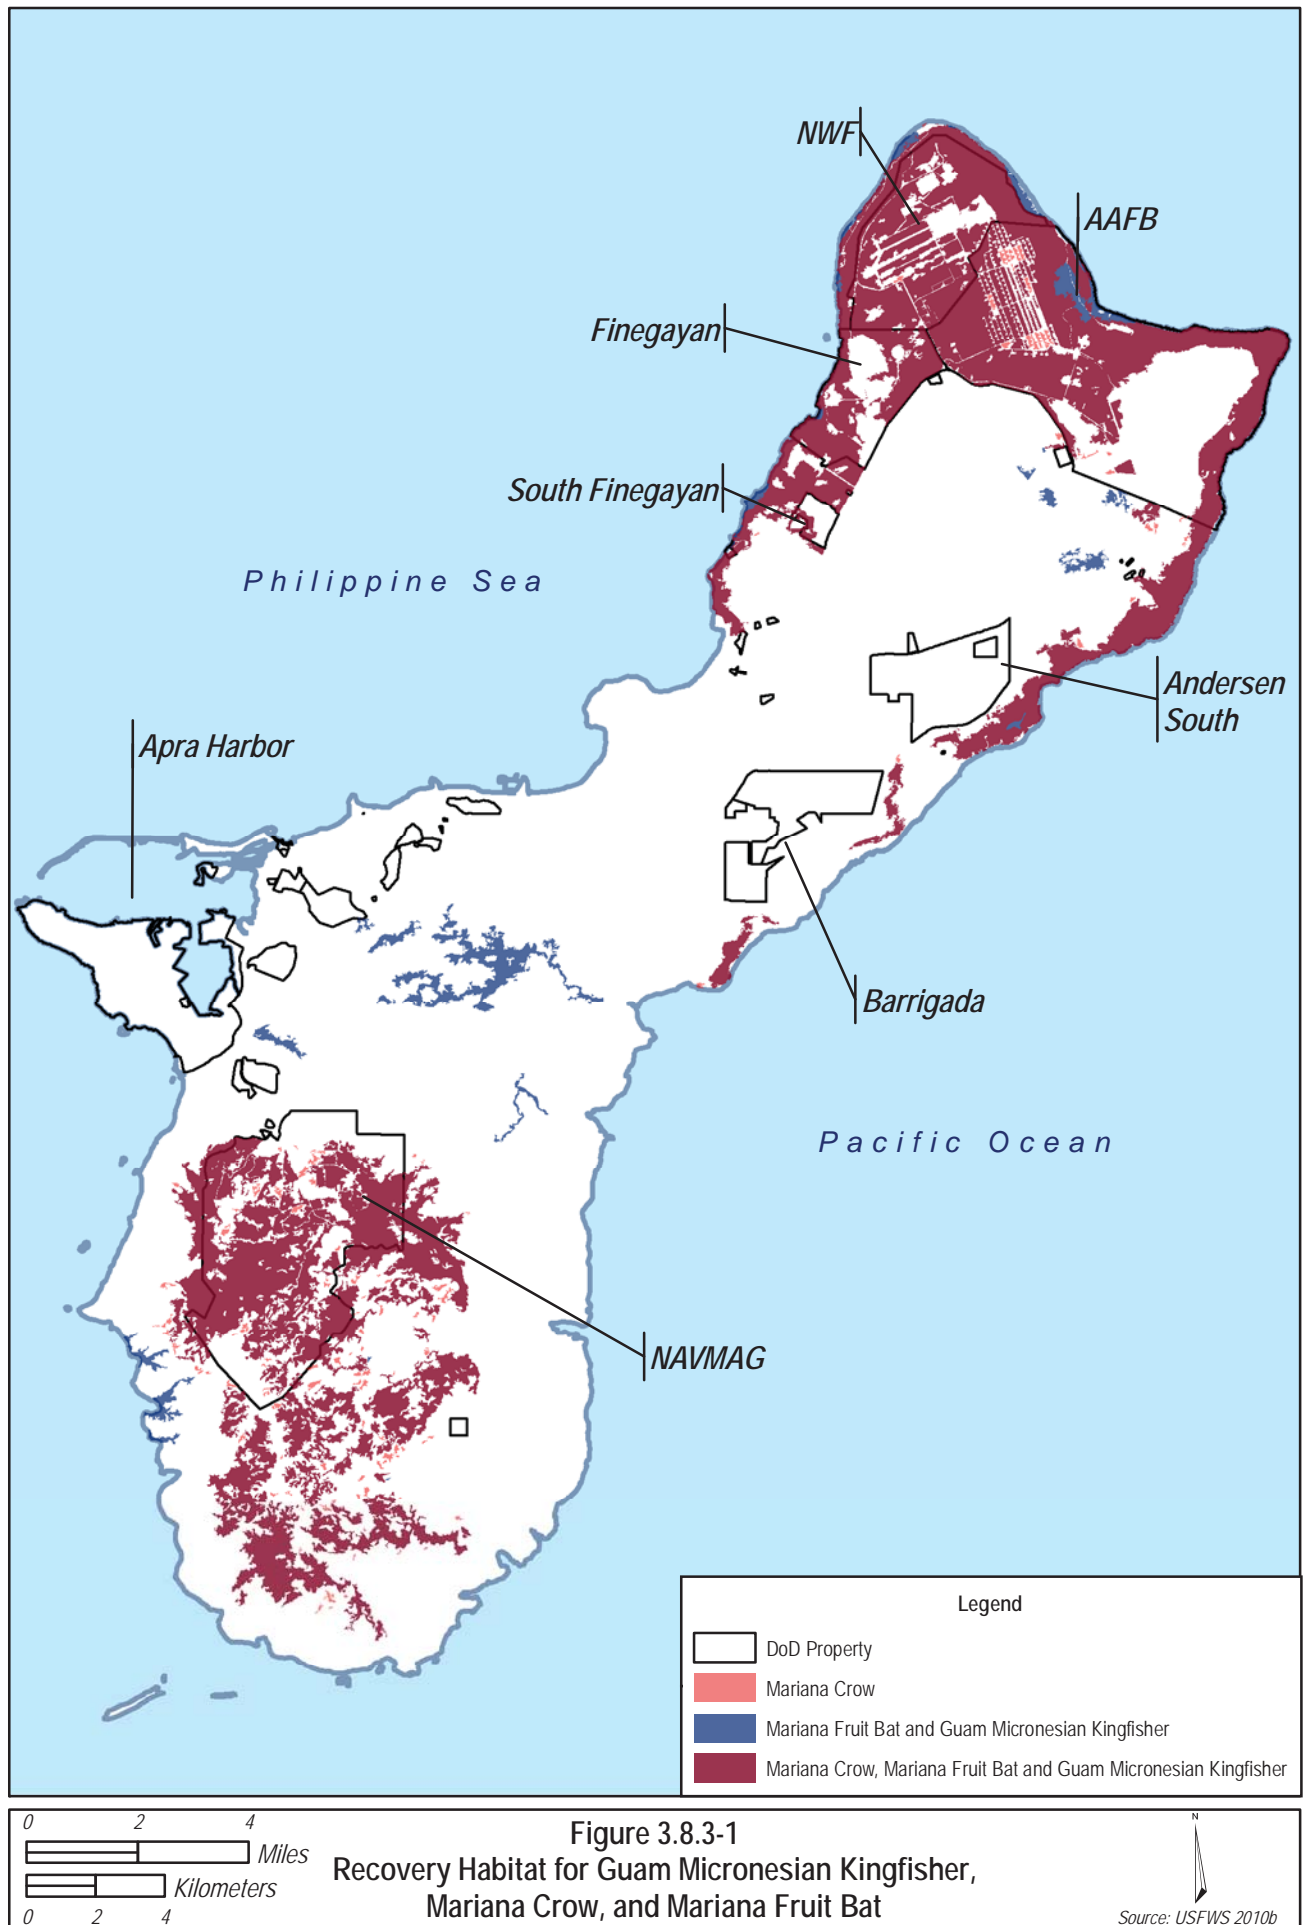 NWF
AAFB
Finegayan
South Finegayan
Philippine Sea
Andersen
South
Apra Harbor
Barrigada
Pacific Ocean
NAVMAG
Legend
DoD Property
Mariana Crow
Mariana Fruit Bat and Guam Micronesian Kingfisher
Mariana Crow, Mariana Fruit Bat and Guam Micronesian Kingfisher
0 2 4
Miles
Kilometers
0 2 4
Figure 3.8.3-1
Recovery Habitat for Guam Micronesian Kingfisher,
Mariana Crow, and Mariana Fruit Bat
N
Source: USFWS 2010b